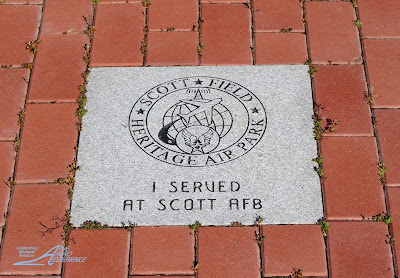 SCOTT FIELD
HERITAGE AIR PARK
I SERVED
AT SCOTT AFB